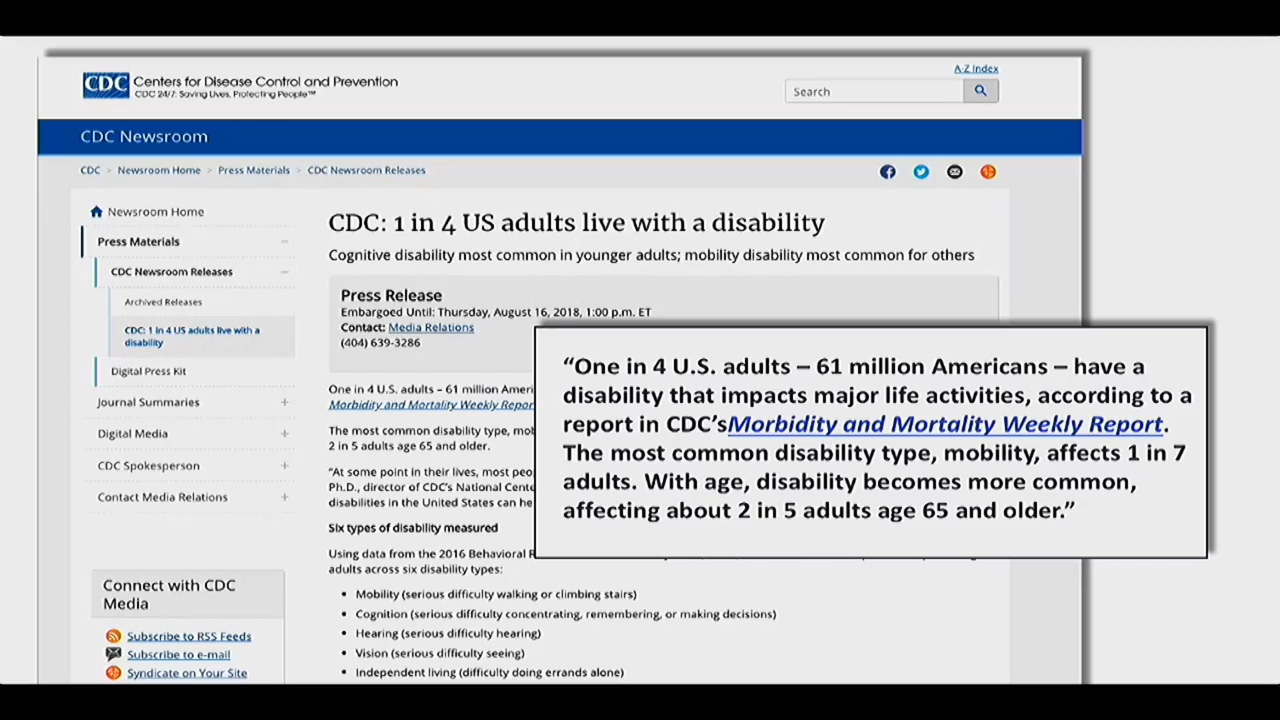 CDC Centers for Disease Control and Prevention
CDC 24/7: Saving Lives, Protecting People™
A-Z Index
Search
CDC Newsroom
CDC > Newsroom Home > Press Materials > CDC Newsroom Releases
Newsroom Home
Press Materials
CDC Newsroom Releases
Archived Releases
CDC: 1 in 4 US adults live with a
disability
Digital Press Kit
Journal Summaries
Digital Media
CDC Spokesperson
Contact Media Relations
Connect with CDC
Media
Subscribe to RSS Feeds
Subscribe to e-mail
Syndicate on Your Site
CDC: 1 in 4 US adults live with a disability
Cognitive disability most common in younger adults; mobility disability most common for others
Press Release
Embargoed Until: Thursday, August 16, 2018, 1:00 p.m. ET
Contact: Media Relations
(404) 639-3286
One in 4 U.S. adults – 61 million
Morbidity and Mortality Weekly
The most common disability type,
2 in 5 adults age 65 and older.
“At some point in their lives, most
Ph.D., director of CDC’s National
disabilities in the United States can
Six types of disability measured
Using data from the 2016 Behavioral
adults across six disability types:
• Mobility (serious difficulty walking or climbing stairs)
• Cognition (serious difficulty concentrating, remembering, or making decisions)
• Hearing (serious difficulty hearing)
• Vision (serious difficulty seeing)
• Independent living (difficulty doing errands alone)
“One in 4 U.S. adults – 61 million Americans – have a
disability that impacts major life activities, according to a
report in CDC’s Morbidity and Mortality Weekly Report.
The most common disability type, mobility, affects 1 in 7
adults. With age, disability becomes more common,
affecting about 2 in 5 adults age 65 and older.”